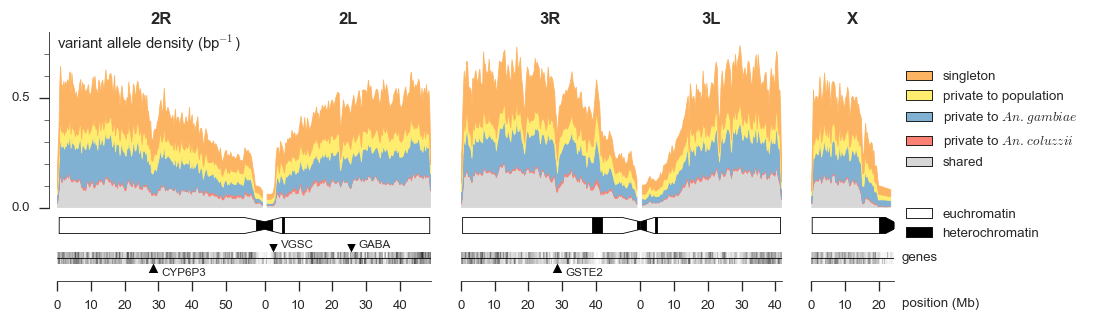 2R 2L 3R 3L X
variant allele density (bp⁻¹)
0.5
0.0
singleton
private to population
private to An. gambiae
private to An. coluzzii
shared
euchromatin
heterochromatin
VGSC GABA
genes
CYP6P3 GSTE2
0 10 20 30 40 50 0 10 20 30 40 0 10 20 30 40 50 0 10 20 30 40 0 10 20
position (Mb)